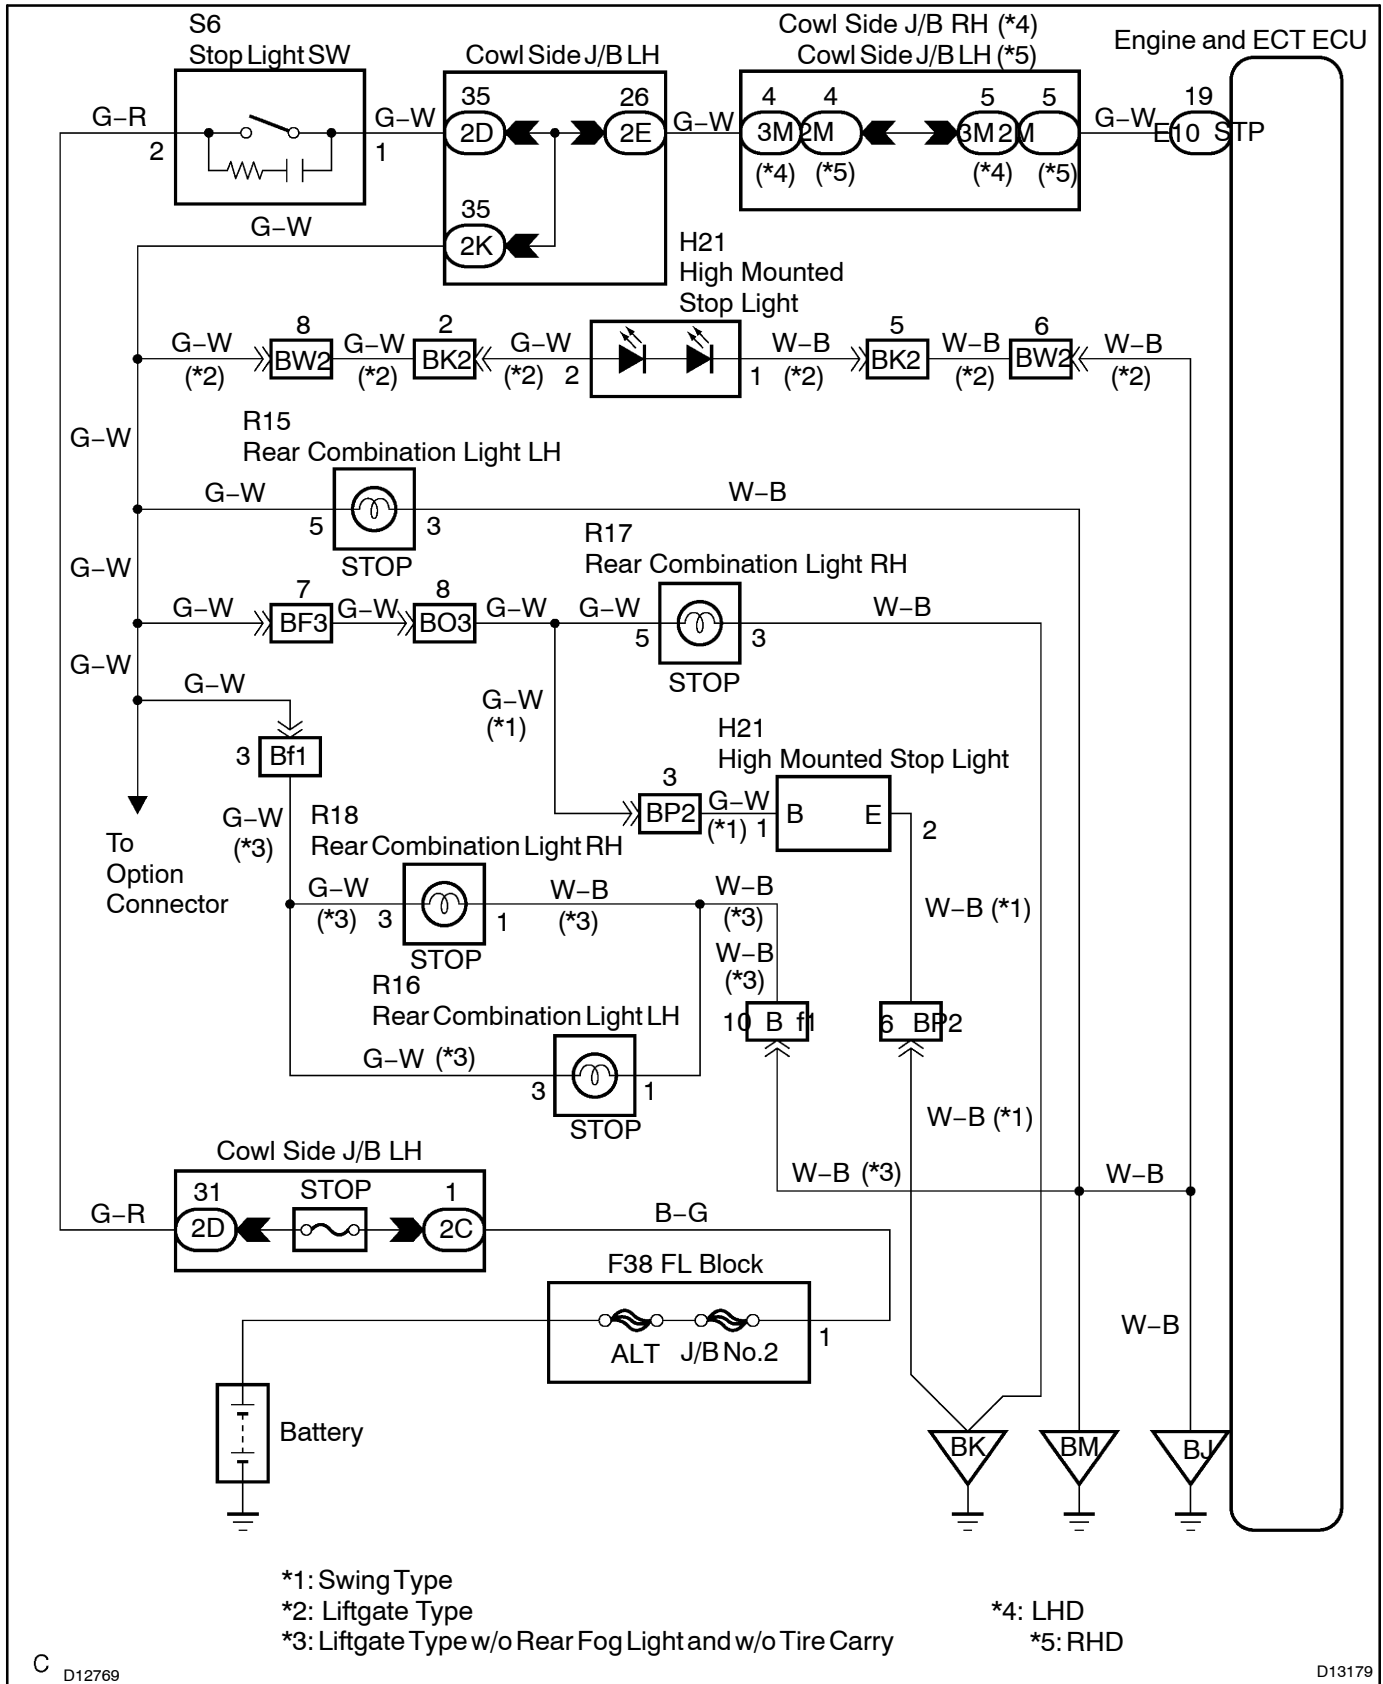 S6
Stop Light SW
Cowl Side J/B LH
Cowl Side J/B RH (*4)
Cowl Side J/B LH (*5)
Engine and ECT ECU
G–R
2
G–W
1
35
2D
26
2E
G–W
4 4
3M 2M
(*4) (*5)
5 5
3M 2M
(*4) (*5)
G–W
19
E10 STP
G–W
35
2K
H21
High Mounted
Stop Light
G–W
(*2)
8
BW2
G–W
(*2)
2
BK2
G–W
(*2)
2
1
W–B
(*2)
5
BK2
W–B
(*2)
6
BW2
W–B
(*2)
G–W
R15
Rear Combination Light LH
G–W
5
3
STOP
W–B
R17
Rear Combination Light RH
G–W
G–W
7
BF3
G–W
8
BO3
G–W
G–W
5
3
STOP
W–B
G–W
G–W
3
Bf1
G–W
(*1)
H21
High Mounted Stop Light
3
BP2
G–W
(*1)
1
B
E
2
To
Option
Connector
G–W
(*3)
R18
Rear Combination Light RH
G–W
(*3)
3
1
STOP
W–B
(*3)
W–B
(*3)
W–B
(*3)
W–B (*1)
R16
Rear Combination Light LH
10 B f1
6 BP2
G–W (*3)
3
1
STOP
W–B (*1)
Cowl Side J/B LH
W–B (*3)
W–B
G–R
31
2D
STOP
1
2C
B–G
F38 FL Block
ALT
J/B No.2
1
W–B
Battery
BK
BM
BJ
*1: Swing Type
*2: Liftgate Type
*4: LHD
*3: Liftgate Type w/o Rear Fog Light and w/o Tire Carry
*5: RHD
C
D12769
D13179